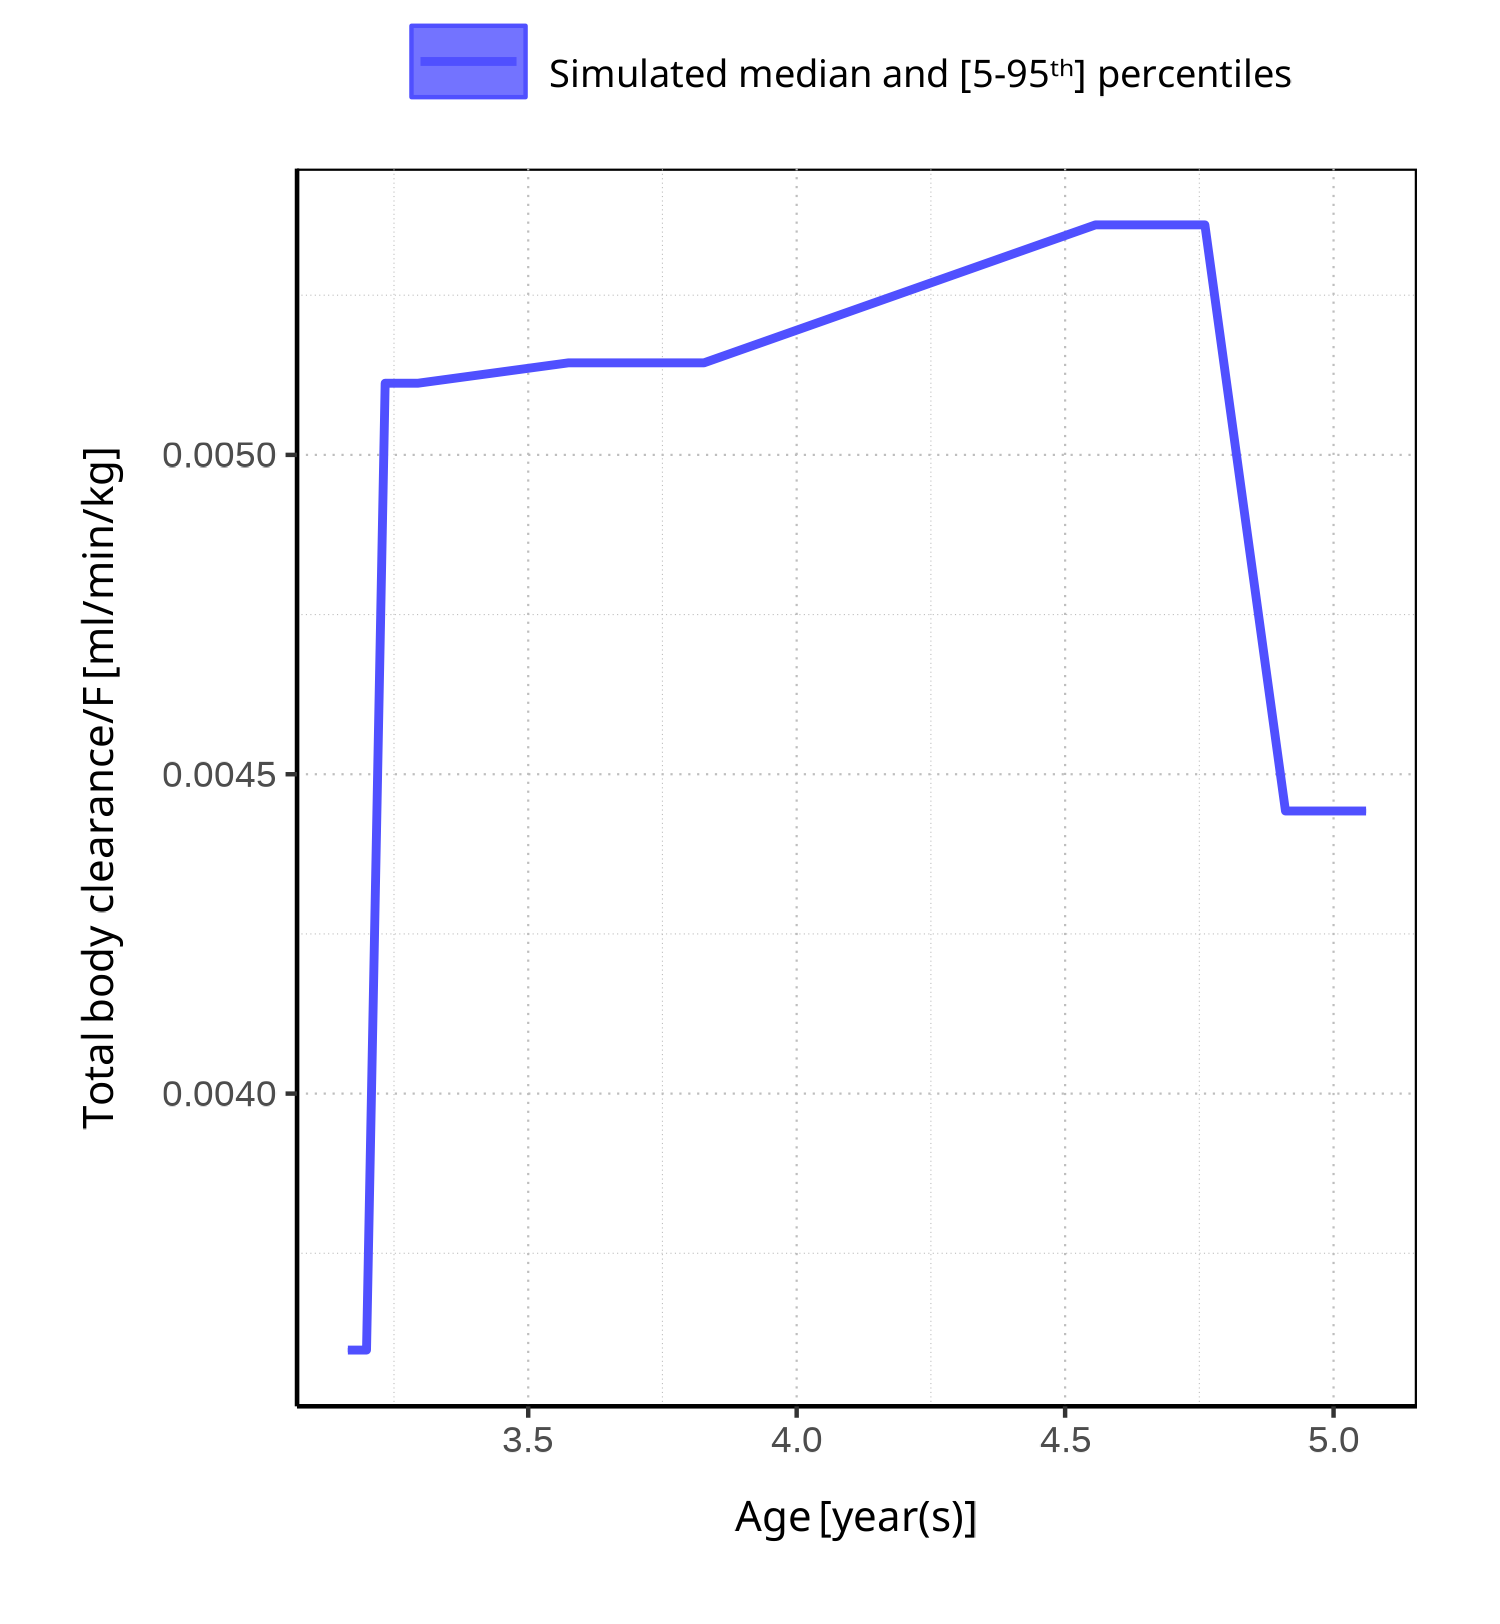 Simulated median and [5-95ᵗʰ] percentiles
Total body clearance/F [ml/min/kg]
0.0050
0.0045
0.0040
3.5 4.0 4.5 5.0
Age [year(s)]